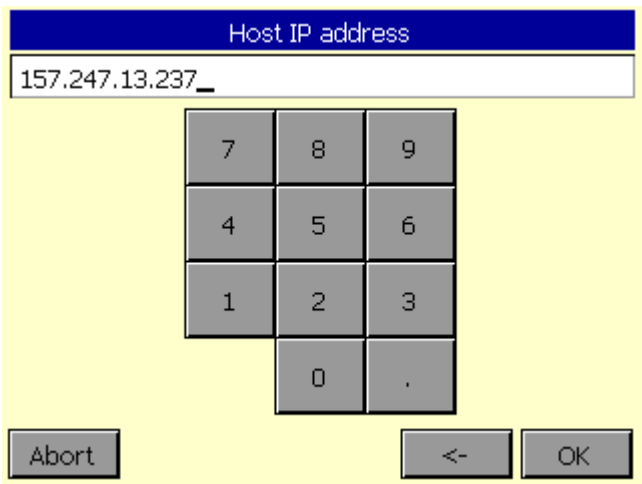 Host IP address
157.247.13.237_
7 8 9
4 5 6
1 2 3
0 .
Abort <- OK